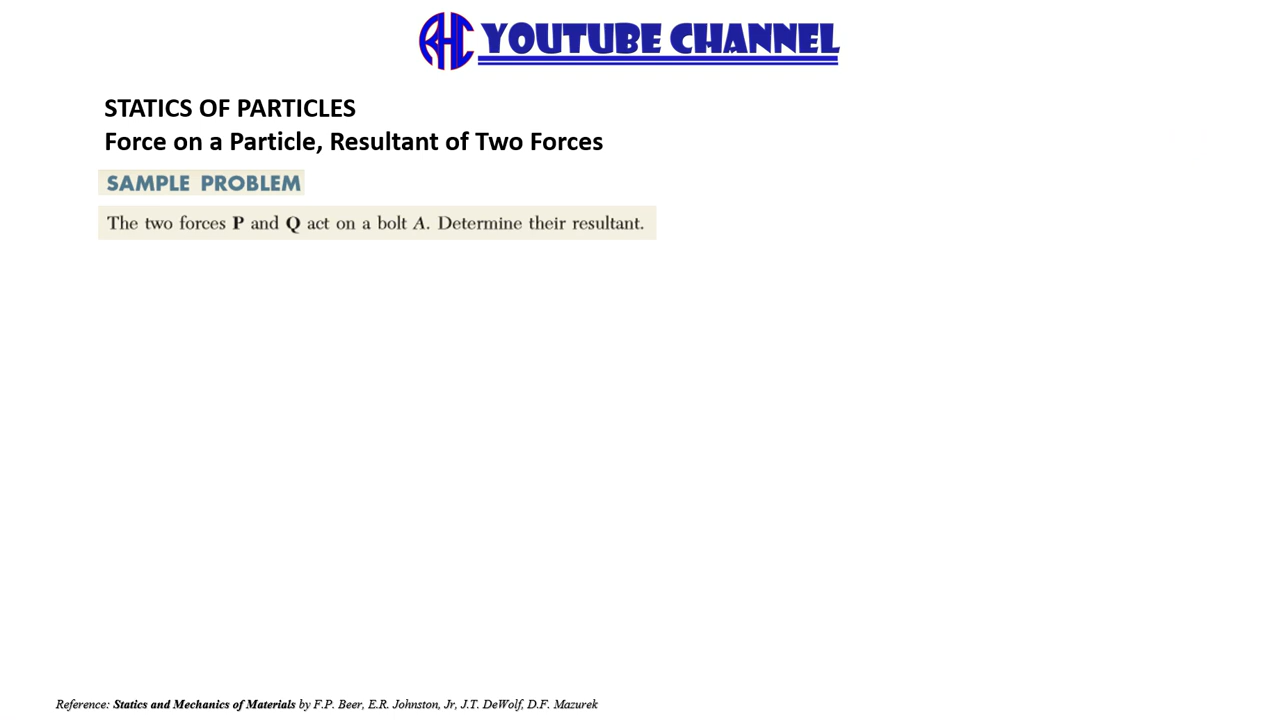 RHC YOUTUBE CHANNEL
STATICS OF PARTICLES
Force on a Particle, Resultant of Two Forces
SAMPLE PROBLEM
The two forces P and Q act on a bolt A. Determine their resultant.
Reference: Statics and Mechanics of Materials by F.P. Beer, E.R. Johnston, Jr, J.T. DeWolf, D.F. Mazurek